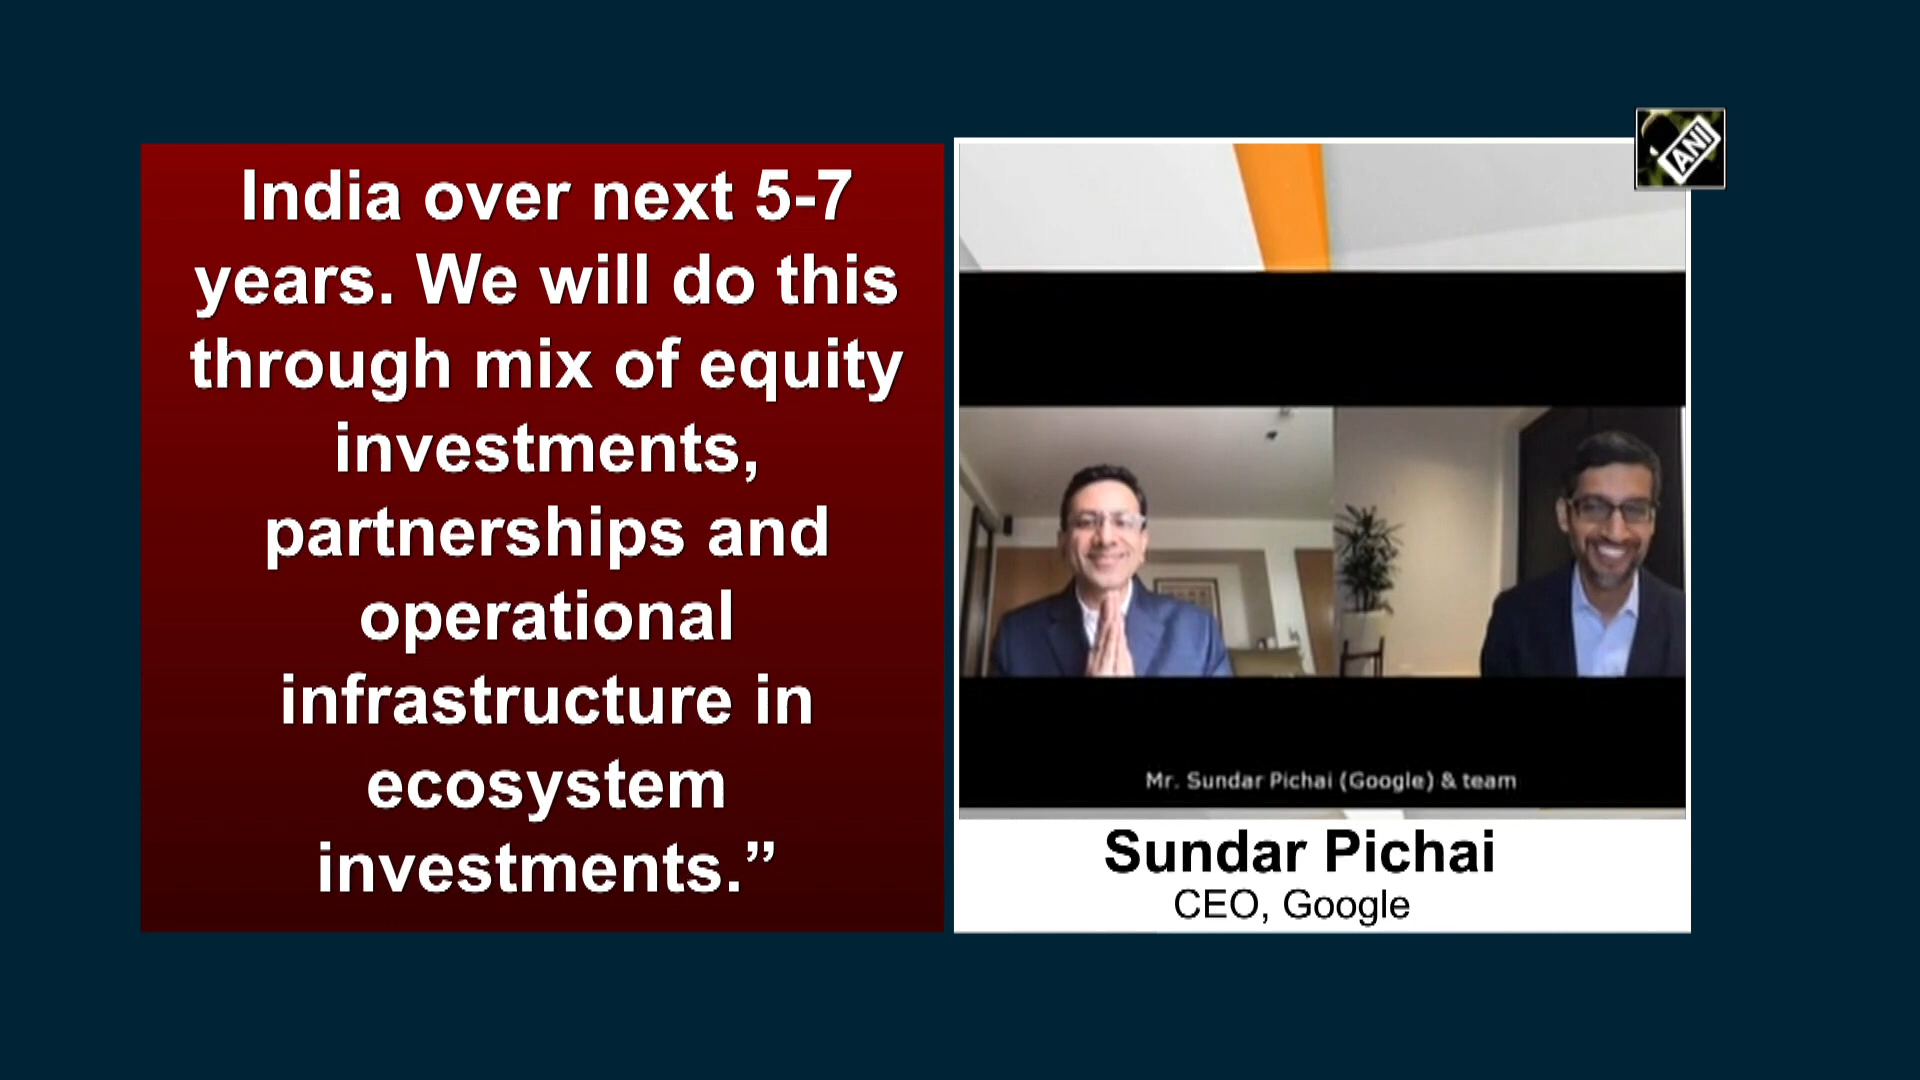 India over next 5-7
years. We will do this
through mix of equity
investments,
partnerships and
operational
infrastructure in
ecosystem
investments.”
ANI
Mr. Sundar Pichai (Google) & team
Sundar Pichai
CEO, Google